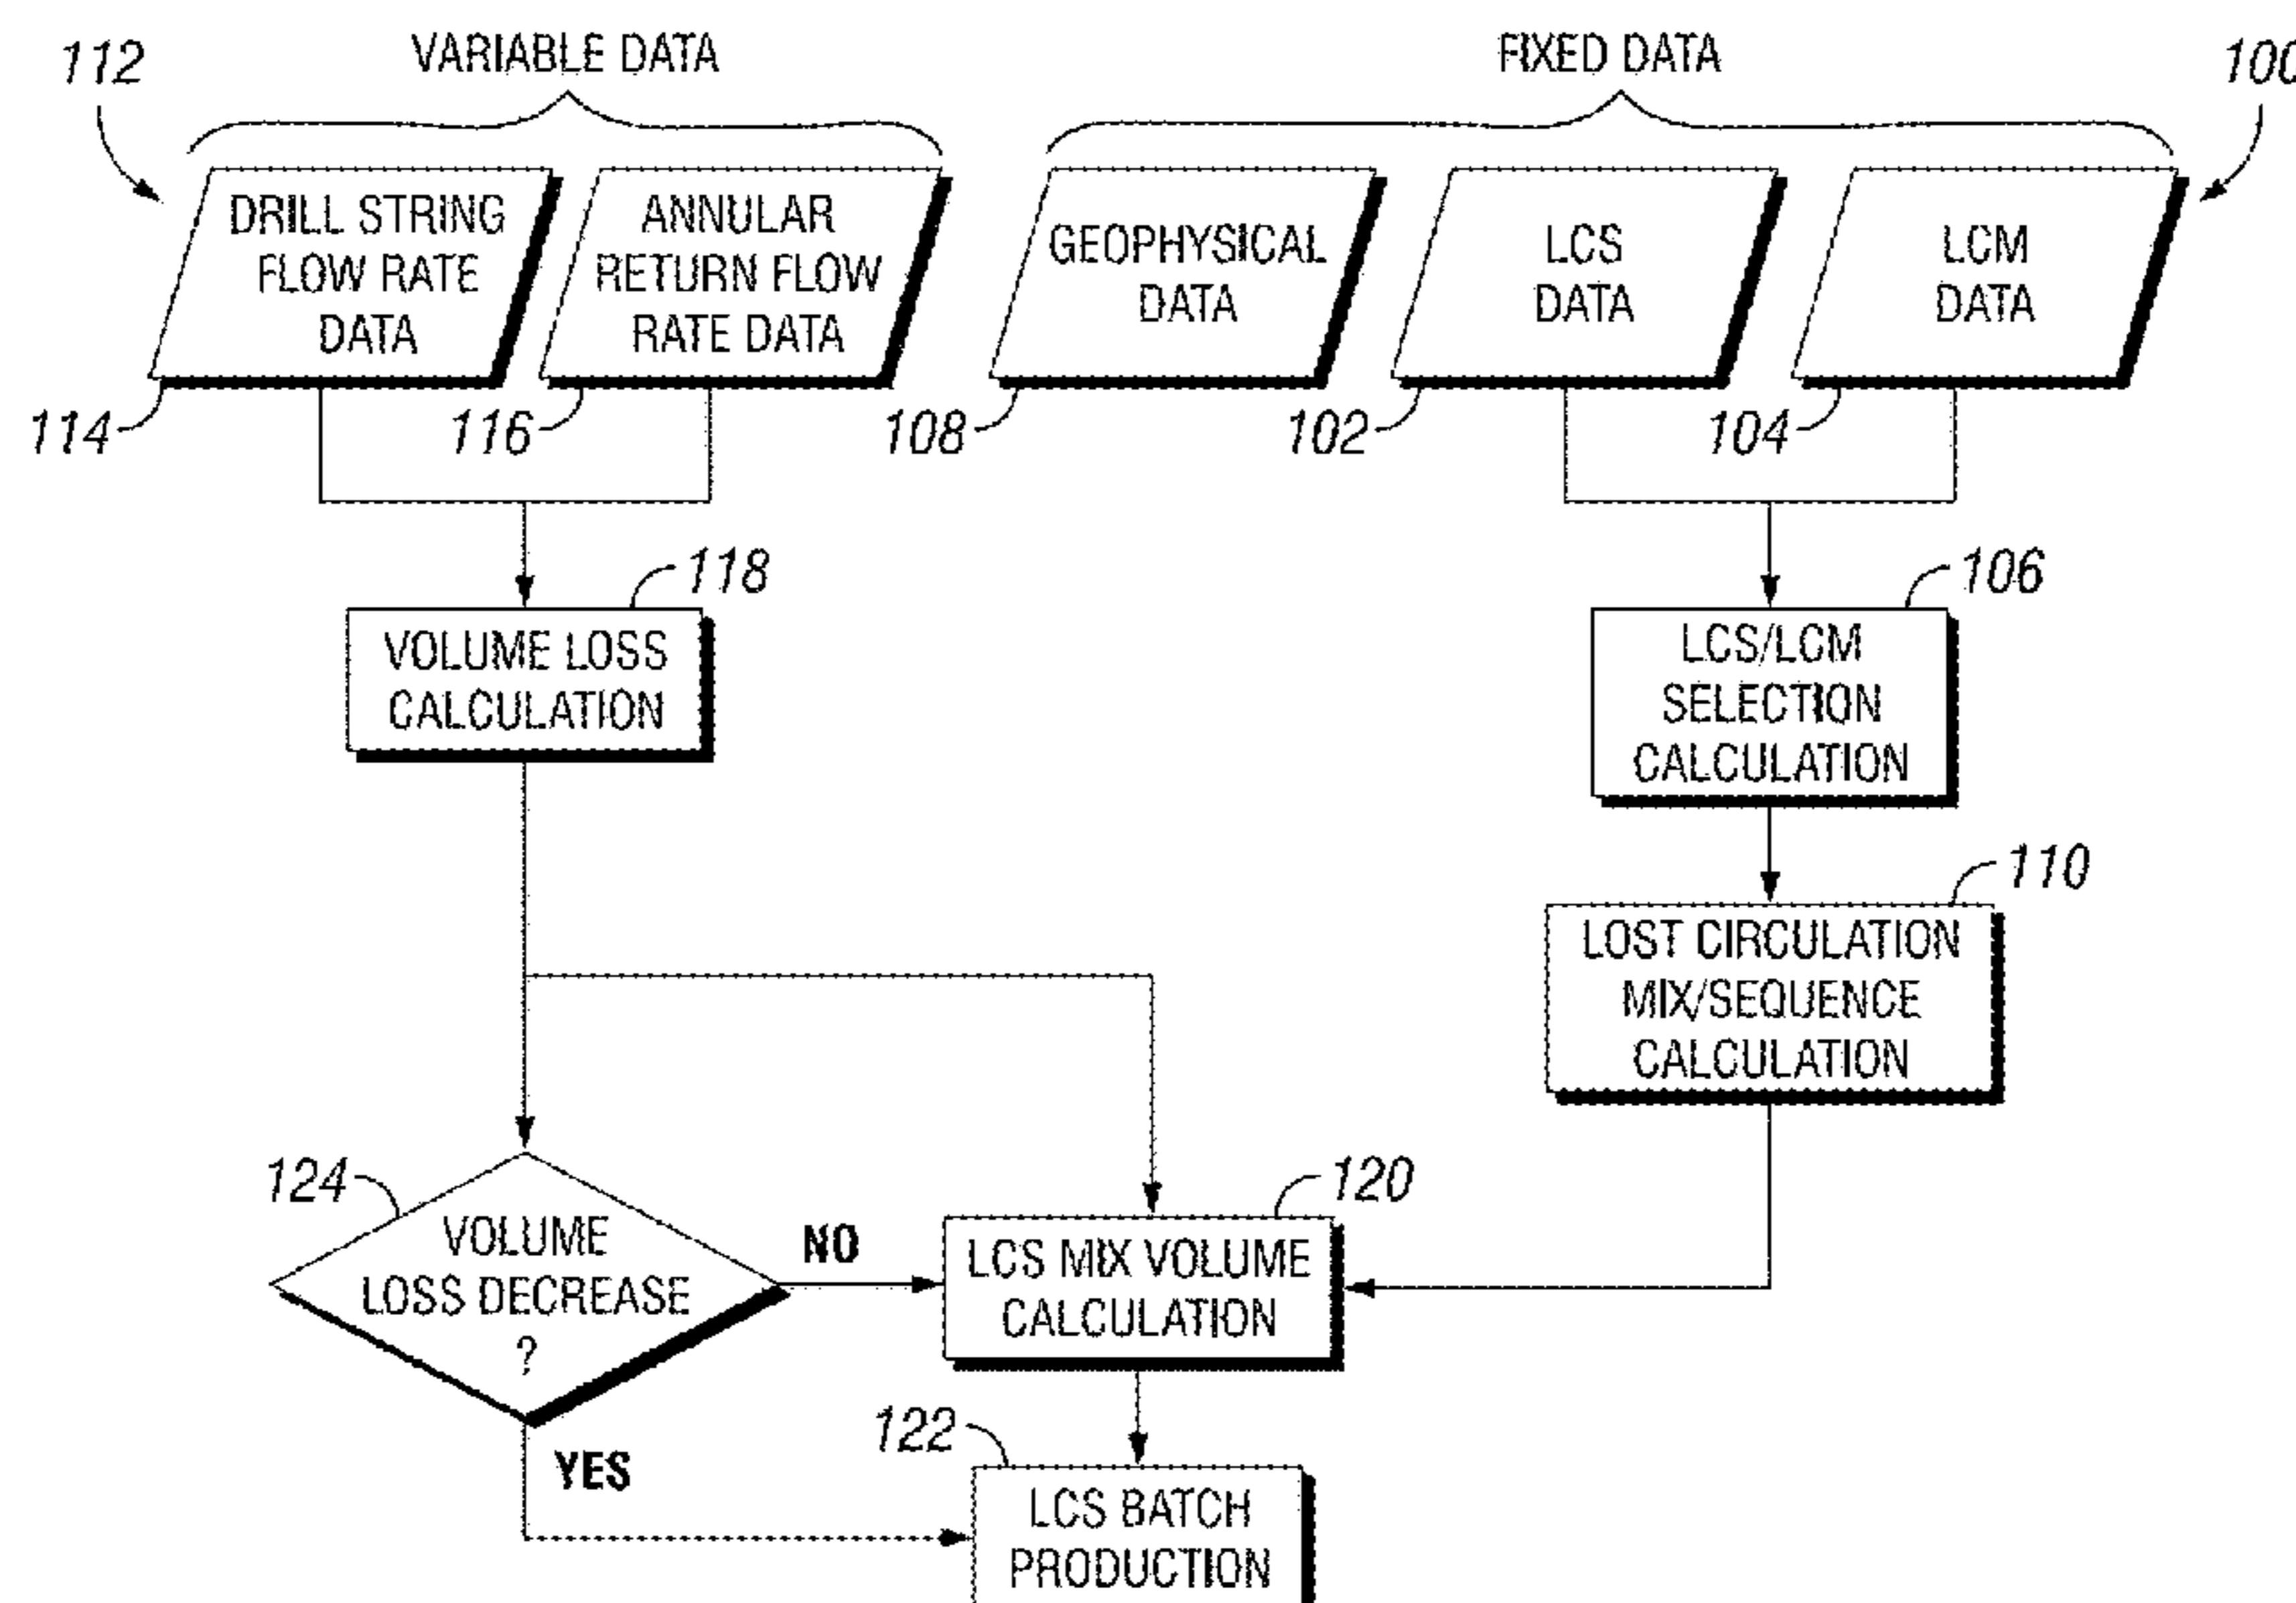 VARIABLE DATA
FIXED DATA
112
100
DRILL STRING
FLOW RATE
DATA
ANNULAR
RETURN FLOW
RATE DATA
GEOPHYSICAL
DATA
LCS
DATA
LCM
DATA
114
116
108
102
104
118
VOLUME LOSS
CALCULATION
106
LCS/LCM
SELECTION
CALCULATION
110
LOST CIRCULATION
MIX/SEQUENCE
CALCULATION
124
VOLUME
LOSS DECREASE
?
NO
120
LCS MIX VOLUME
CALCULATION
YES
122
LCS BATCH
PRODUCTION